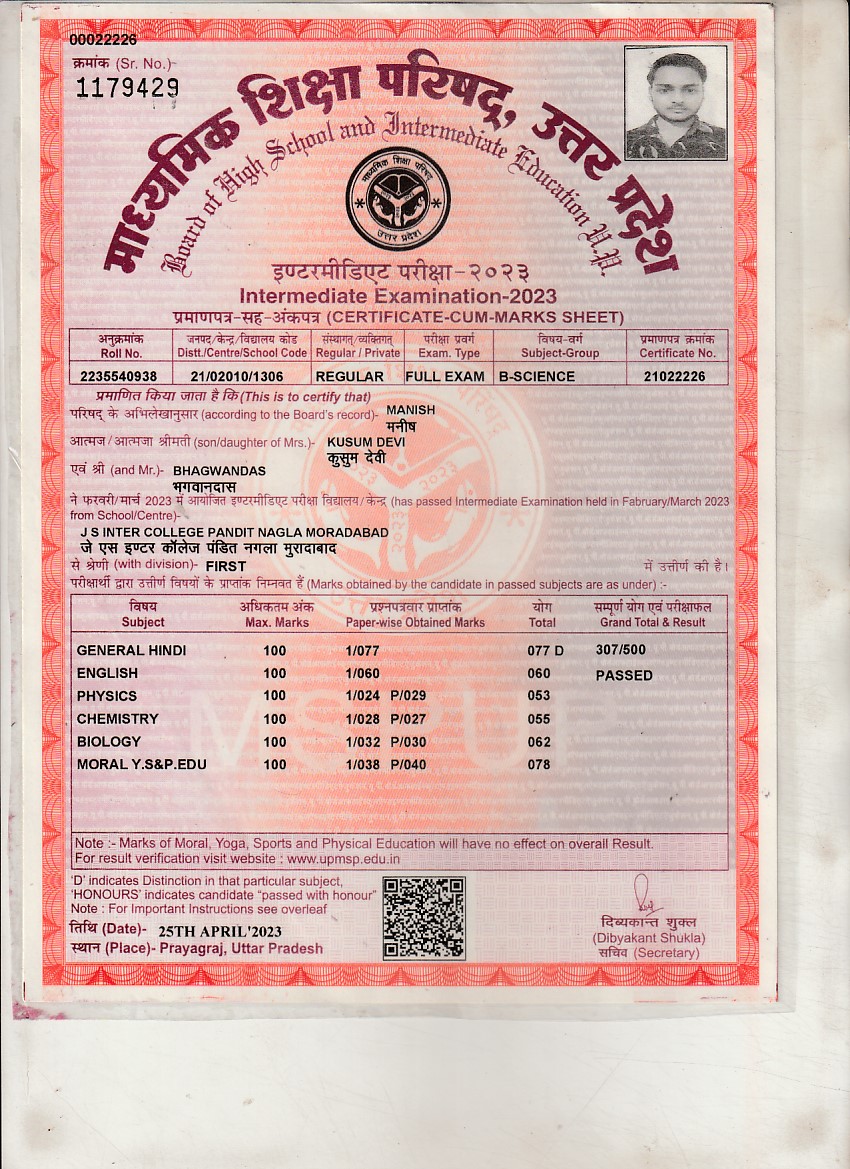 00022226
क्रमांक (Sr. No.)-
1179429
माध्यमिक शिक्षा परिषद्, उत्तर प्रदेश
Board of High School and Intermediate Education U.P.
माध्यमिक शिक्षा परिषद्
उत्तर प्रदेश
इण्टरमीडिएट परीक्षा-२०२३
Intermediate Examination-2023
प्रमाणपत्र-सह-अंकपत्र (CERTIFICATE-CUM-MARKS SHEET)
अनुक्रमांक जनपद/केन्द्र/विद्यालय कोड संस्थागत्/व्यक्तिगत् परीक्षा प्रवर्ग विषय-वर्ग प्रमाणपत्र क्रमांक
Roll No. Distt./Centre/School Code Regular / Private Exam. Type Subject-Group Certificate No.
2235540938 21/02010/1306 REGULAR FULL EXAM B-SCIENCE 21022226
प्रमाणित किया जाता है कि (This is to certify that)
परिषद् के अभिलेखानुसार (according to the Board's record)- MANISH
मनीष
आत्मज/आत्मजा श्रीमती (son/daughter of Mrs.)- KUSUM DEVI
कुसुम देवी
एवं श्री (and Mr.)- BHAGWANDAS
भगवानदास
ने फरवरी/मार्च 2023 में आयोजित इण्टरमीडिएट परीक्षा विद्यालय/केन्द्र (has passed Intermediate Examination held in Fabruary/March 2023
from School/Centre)-
J S INTER COLLEGE PANDIT NAGLA MORADABAD
जे एस इण्टर कॉलेज पंडित नगला मुरादाबाद
से श्रेणी (with division)- FIRST में उत्तीर्ण की है।
परीक्षार्थी द्वारा उत्तीर्ण विषयों के प्राप्तांक निम्नवत हैं (Marks obtained by the candidate in passed subjects are as under) :-
विषय अधिकतम अंक प्रश्नपत्रवार प्राप्तांक योग सम्पूर्ण योग एवं परीक्षाफल
Subject Max. Marks Paper-wise Obtained Marks Total Grand Total & Result
GENERAL HINDI 100 1/077 077 D 307/500
ENGLISH 100 1/060 060 PASSED
PHYSICS 100 1/024 P/029 053
CHEMISTRY 100 1/028 P/027 055
BIOLOGY 100 1/032 P/030 062
MORAL Y.S&P.EDU 100 1/038 P/040 078
MSPUP
Note :- Marks of Moral, Yoga, Sports and Physical Education will have no effect on overall Result.
For result verification visit website : www.upmsp.edu.in
'D' indicates Distinction in that particular subject,
'HONOURS' indicates candidate "passed with honour"
Note : For Important Instructions see overleaf
तिथि (Date)- 25TH APRIL'2023
स्थान (Place)- Prayagraj, Uttar Pradesh
दिब्यकान्त शुक्ल
(Dibyakant Shukla)
सचिव (Secretary)